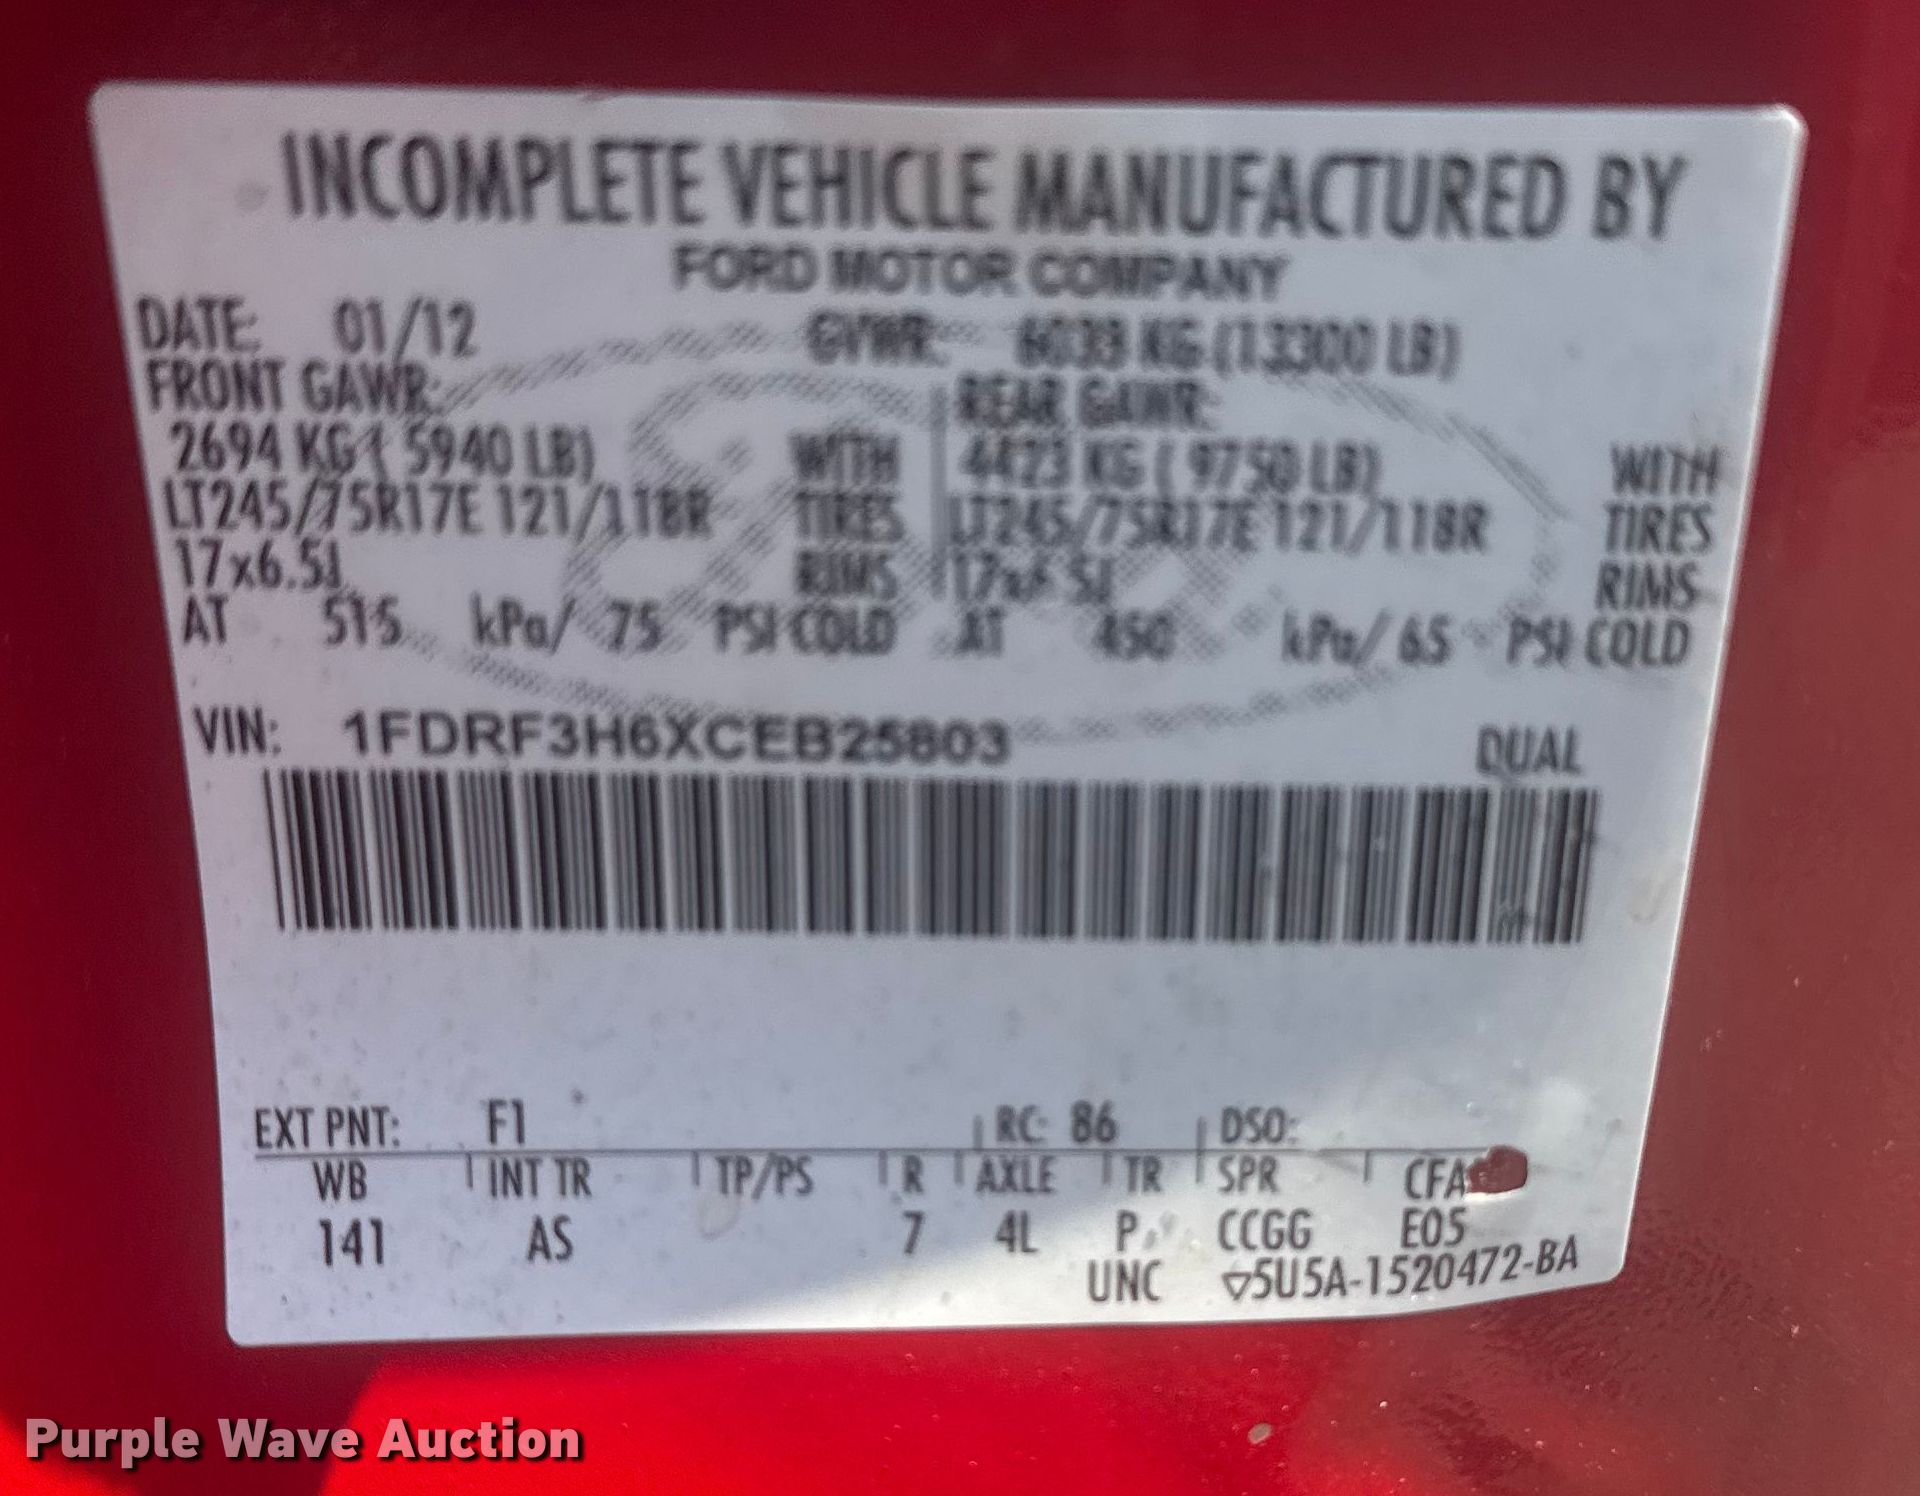 INCOMPLETE VEHICLE MANUFACTURED BY
FORD MOTOR COMPANY
DATE: 01/12 GVWR: 6033 KG (13300 LB)
FRONT GAWR: REAR GAWR:
2694 KG ( 5940 LB) WITH 4423 KG ( 9750 LB) WITH
LT245/75R17E 121/118R TIRES LT245/75R17E 121/118R TIRES
17x6.5J RIMS 17x6.5J RIMS
AT 515 kPa/ 75 PSI COLD AT 450 kPa/ 65 PSI COLD
VIN: 1FDRF3H6XCEB25803 DUAL
EXT PNT: F1 RC: 86 DSO:
WB INT TR TP/PS R AXLE TR SPR
141 AS 7 4L P CCGG E05
UNC ▽5U5A-1520472-BA
Purple Wave Auction